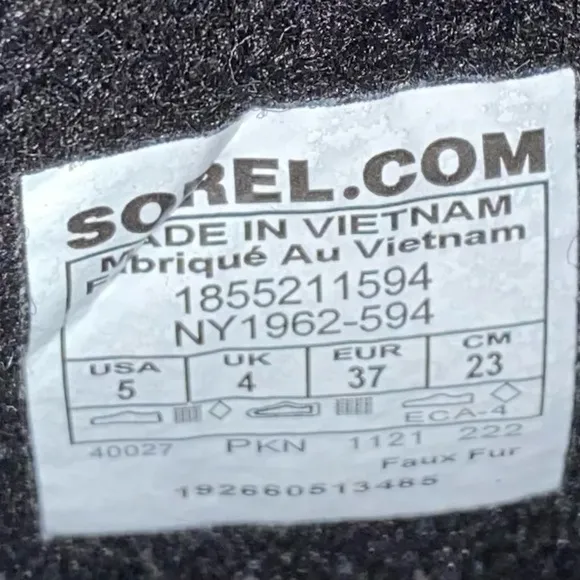 SOREL.COM
MADE IN VIETNAM
Fabriqué Au Vietnam
1855211594
NY1962-594
USA UK EUR CM
5 4 37 23
ECA-4
40027 PKN 1121 222
Faux Fur
192660513485